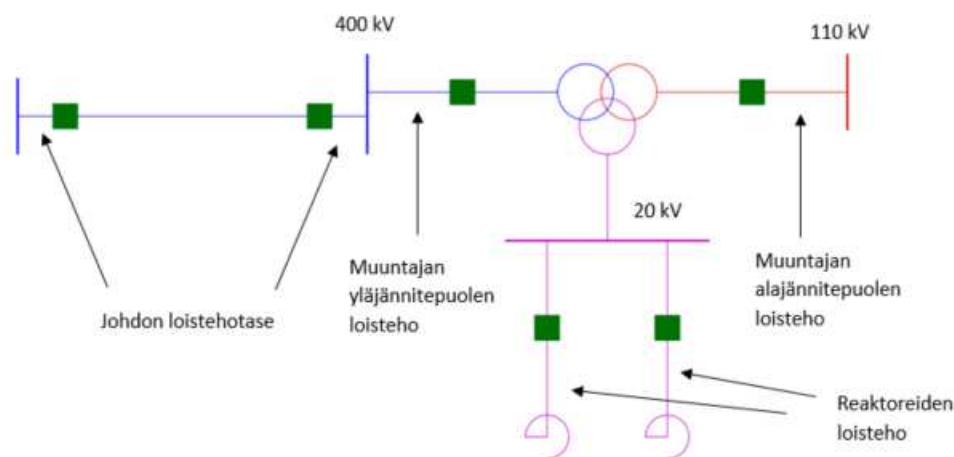 400 kV
110 kV
20 kV
Muuntajan
yläjännitepuolen
loisteho
Muuntajan
alajännitepuolen
loisteho
Johdon loistehotase
Reaktoreiden
loisteho